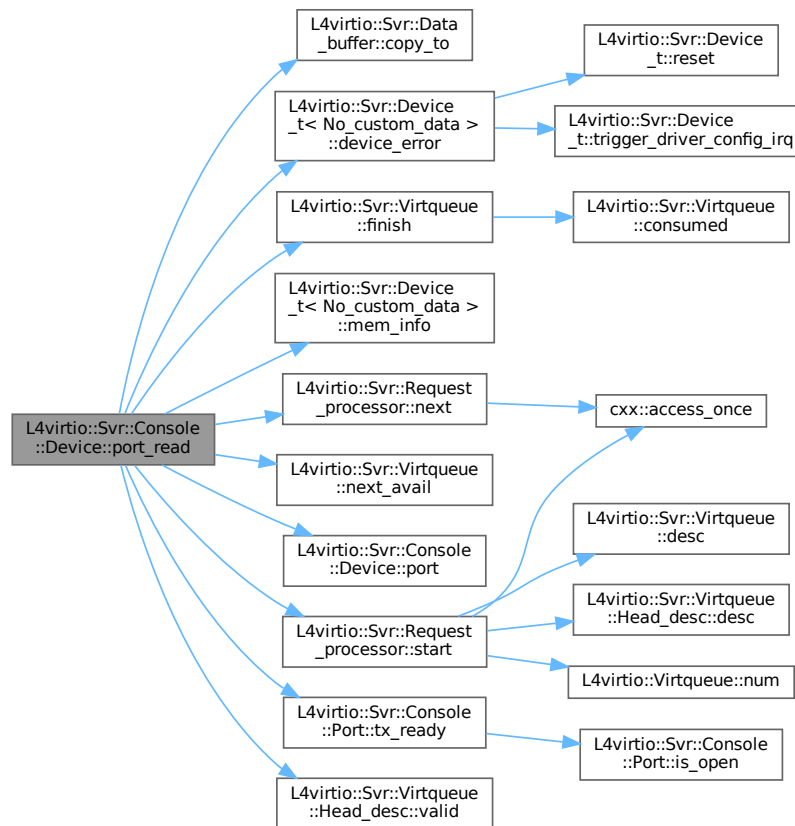 L4virtio::Svr::Data
_buffer::copy_to
L4virtio::Svr::Device
_t::reset
L4virtio::Svr::Device
_t< No_custom_data >
::device_error
L4virtio::Svr::Device
_t::trigger_driver_config_irq
L4virtio::Svr::Virtqueue
::finish
L4virtio::Svr::Virtqueue
::consumed
L4virtio::Svr::Device
_t< No_custom_data >
::mem_info
L4virtio::Svr::Request
_processor::next
cxx::access_once
L4virtio::Svr::Console
::Device::port_read
L4virtio::Svr::Virtqueue
::next_avail
L4virtio::Svr::Virtqueue
::desc
L4virtio::Svr::Console
::Device::port
L4virtio::Svr::Virtqueue
::Head_desc::desc
L4virtio::Svr::Request
_processor::start
L4virtio::Virtqueue::num
L4virtio::Svr::Console
::Port::tx_ready
L4virtio::Svr::Console
::Port::is_open
L4virtio::Svr::Virtqueue
::Head_desc::valid